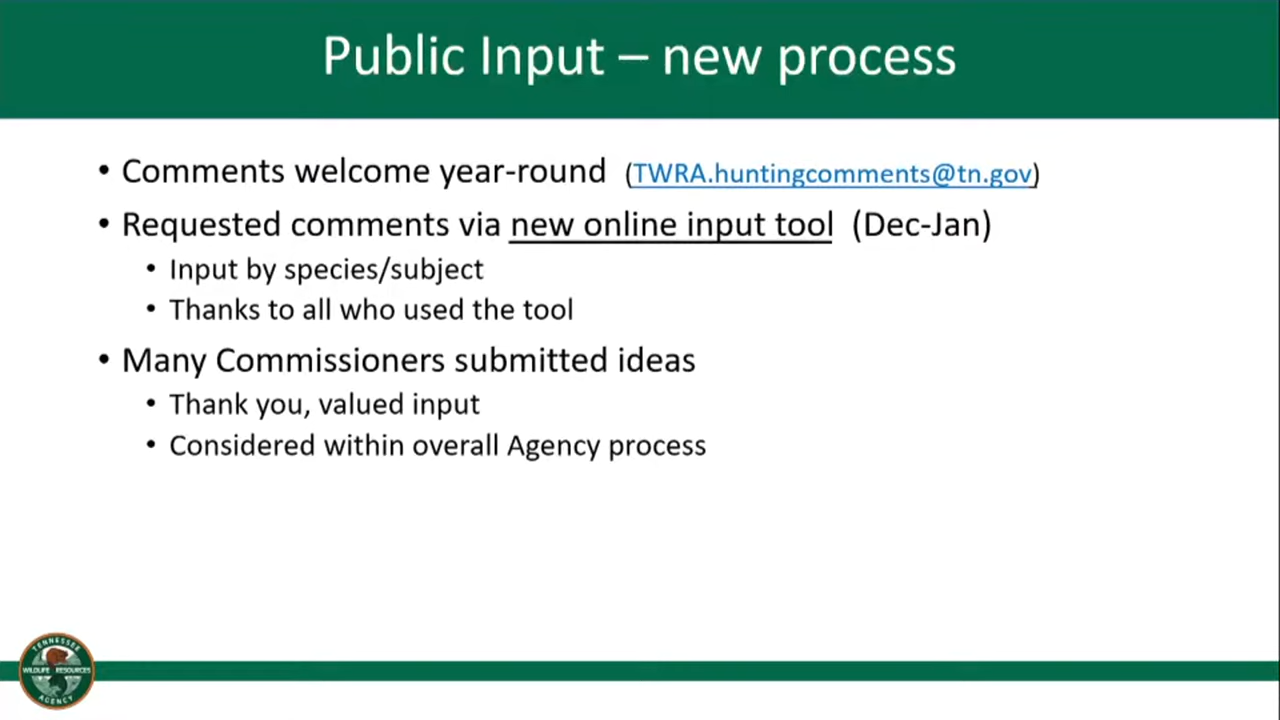 Public Input – new process
• Comments welcome year-round (TWRA.huntingcomments@tn.gov)
• Requested comments via new online input tool (Dec-Jan)
• Input by species/subject
• Thanks to all who used the tool
• Many Commissioners submitted ideas
• Thank you, valued input
• Considered within overall Agency process
TENNESSEE
WILDLIFE RESOURCES
AGENCY